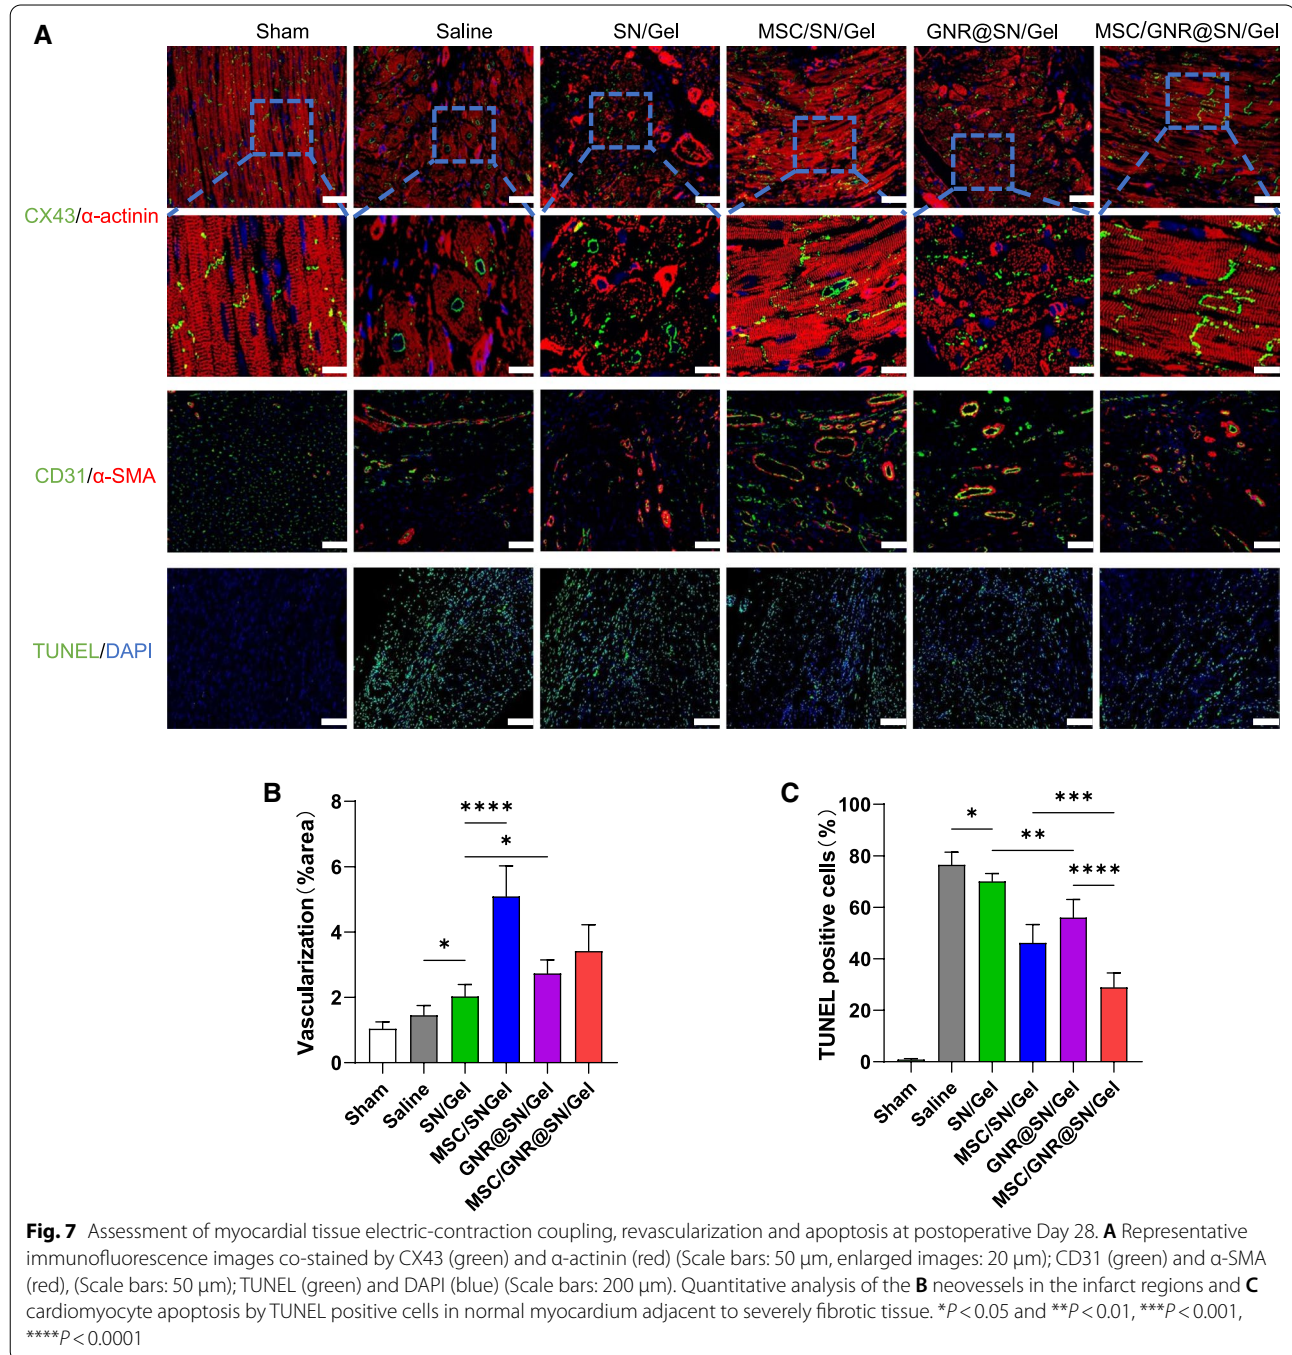 A
Sham Saline SN/Gel MSC/SN/Gel GNR@SN/Gel MSC/GNR@SN/Gel
CX43/α-actinin
CD31/α-SMA
TUNEL/DAPI
B
Vascularization(%area)
8
6
4
2
0
****
*
*
Sham
Saline
SN/Gel
MSC/SNGel
GNR@SN/Gel
MSC/GNR@SN/Gel
C
TUNEL positive cells(%)
100
80
60
40
20
0
***
*
**
****
Sham
Saline
SN/Gel
MSC/SN/Gel
GNR@SN/Gel
MSC/GNR@SN/Gel
Fig. 7 Assessment of myocardial tissue electric-contraction coupling, revascularization and apoptosis at postoperative Day 28. A Representative
immunofluorescence images co-stained by CX43 (green) and α-actinin (red) (Scale bars: 50 μm, enlarged images: 20 μm); CD31 (green) and α-SMA
(red), (Scale bars: 50 μm); TUNEL (green) and DAPI (blue) (Scale bars: 200 μm). Quantitative analysis of the B neovessels in the infarct regions and C
cardiomyocyte apoptosis by TUNEL positive cells in normal myocardium adjacent to severely fibrotic tissue. *P < 0.05 and **P < 0.01, ***P < 0.001,
****P < 0.0001